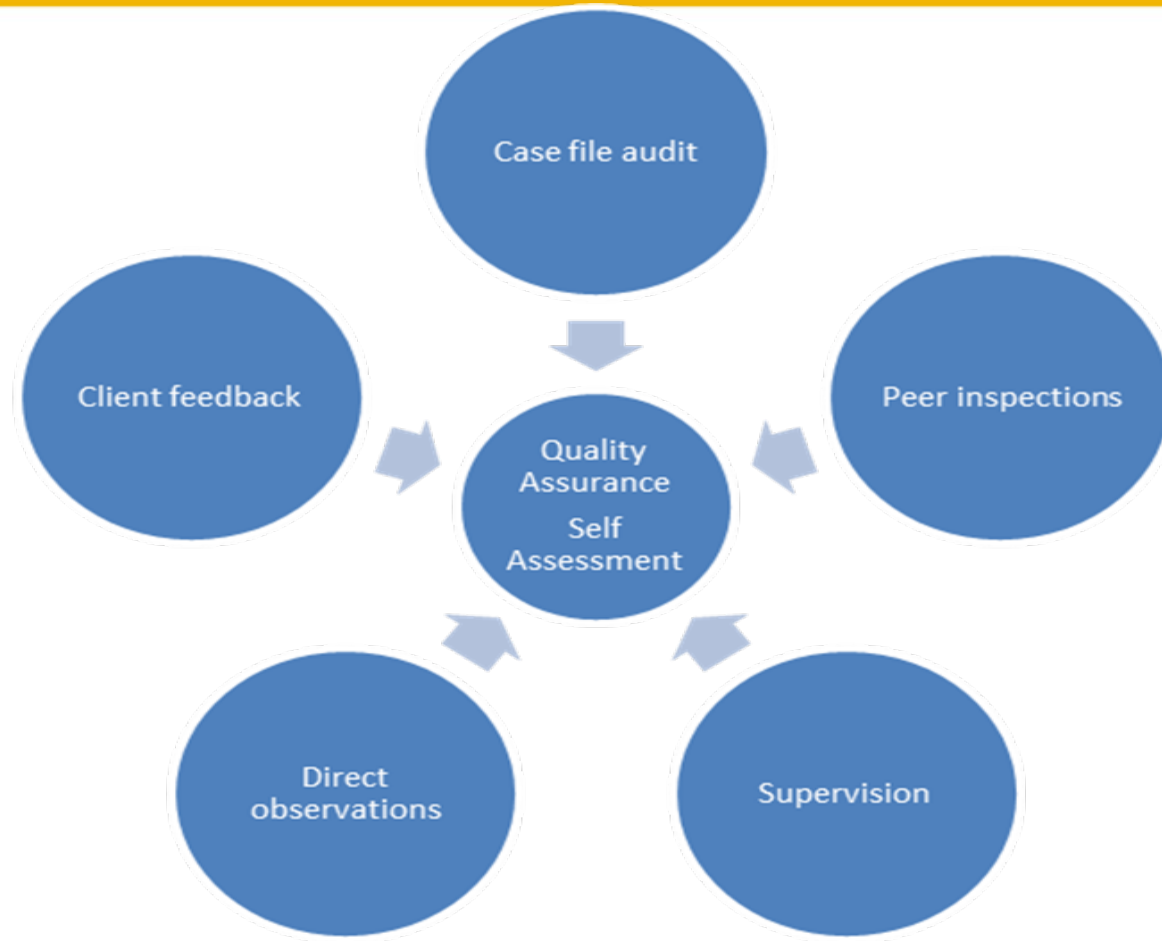 Case file audit
Client feedback
Peer inspections
Quality
Assurance
Self
Assessment
Direct
observations
Supervision